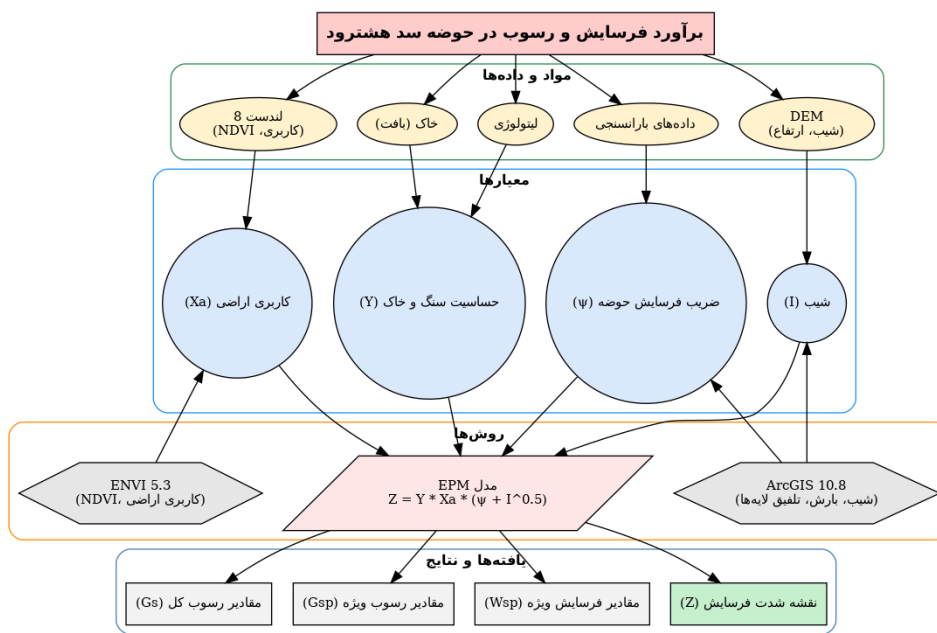 برآورد فرسایش و رسوب در حوضه سد هشترود
مواد و داده‌ها
DEM
(شیب، ارتفاع)
داده‌های بارانسنجی
لیتولوژی
خاک (بافت)
لندست 8
(کاربری، NDVI)
معیارها
شیب (I)
ضریب فرسایش حوضه (ψ)
حساسیت سنگ و خاک (Y)
کاربری اراضی (Xa)
روش‌ها
ArcGIS 10.8
(شیب، بارش، تلفیق لایه‌ها)
مدل EPM
Z = Y * Xa * (ψ + I^0.5)
ENVI 5.3
(کاربری اراضی، NDVI)
یافته‌ها و نتایج
نقشه شدت فرسایش (Z)
مقادیر فرسایش ویژه (Wsp)
مقادیر رسوب ویژه (Gsp)
مقادیر رسوب کل (Gs)